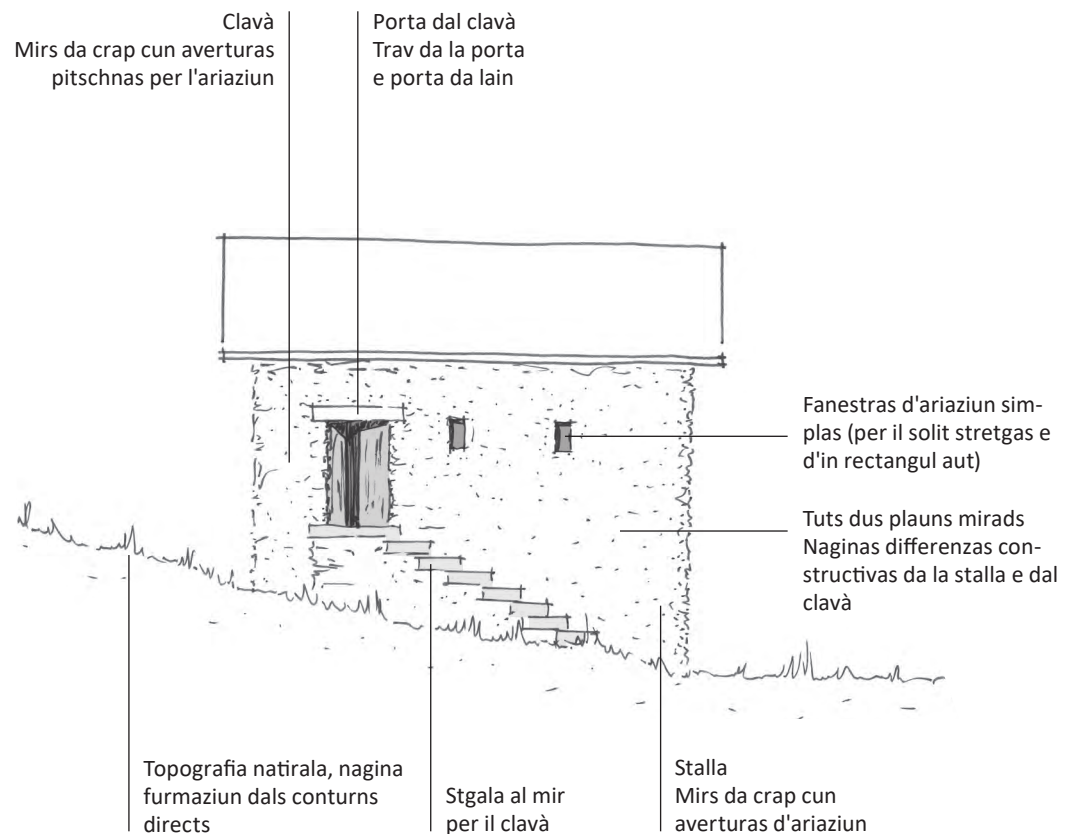 Clavà
Mirs da crap cun averturas
pitschnas per l'ariaziun
Porta dal clavà
Trav da la porta
e porta da lain
Fanestras d'ariaziun sim-
plas (per il solit stretgas e
d'in rectangul aut)
Tuts dus plauns mirads
Naginas differenzas con-
structivas da la stalla e dal
clavà
Topografia natirala, nagina
furmaziun dals conturns
directs
Stgala al mir
per il clavà
Stalla
Mirs da crap cun
averturas d'ariaziun